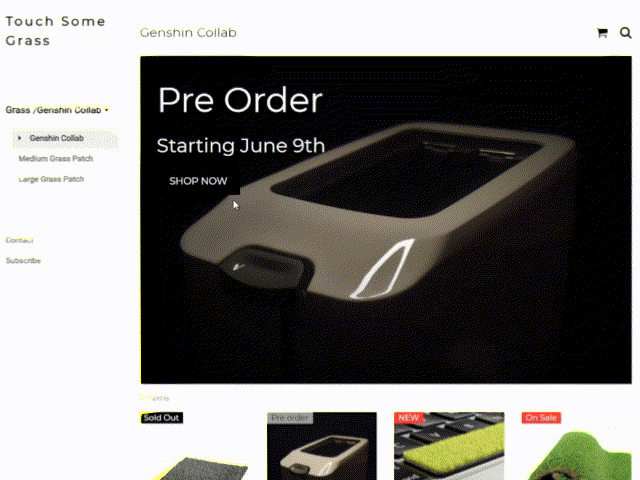 Touch Some
Grass
Genshin Collab
Grass /Genshin Collab
Genshin Collab
Medium Grass Patch
Large Grass Patch
Contact
Subscribe
Pre Order
Starting June 9th
SHOP NOW
Sold Out
Pre-order
NEW
On Sale